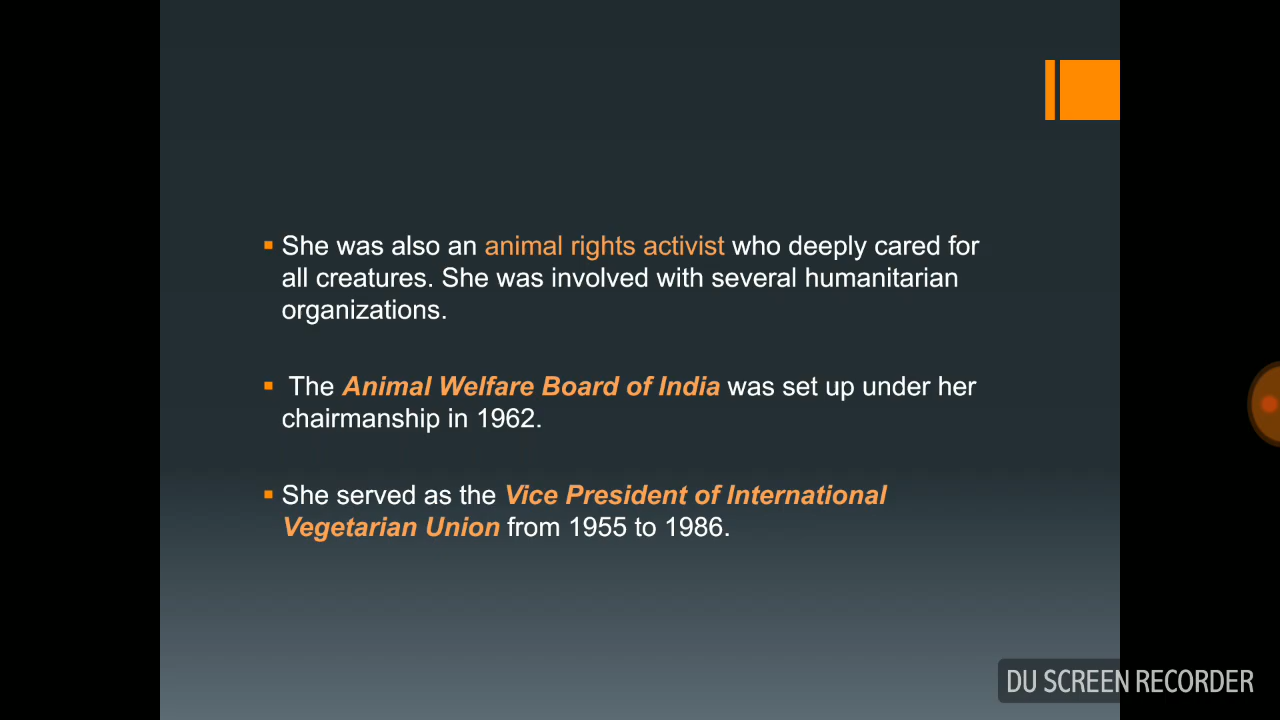 She was also an animal rights activist who deeply cared for
all creatures. She was involved with several humanitarian
organizations.
The Animal Welfare Board of India was set up under her
chairmanship in 1962.
She served as the Vice President of International
Vegetarian Union from 1955 to 1986.
DU SCREEN RECORDER